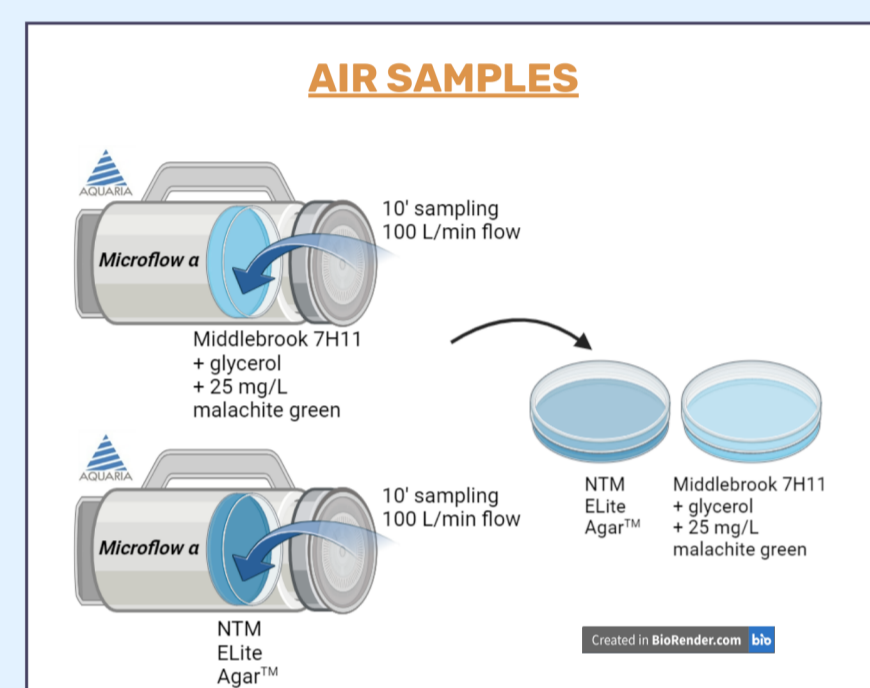 AIR SAMPLES
AQUARIA
Microflow α
10' sampling
100 L/min flow
Middlebrook 7H11
+ glycerol
+ 25 mg/L
malachite green
AQUARIA
Microflow α
10' sampling
100 L/min flow
NTM
ELite
Agar™
NTM
ELite
Agar™
Middlebrook 7H11
+ glycerol
+ 25 mg/L
malachite green
Created in BioRender.com bio